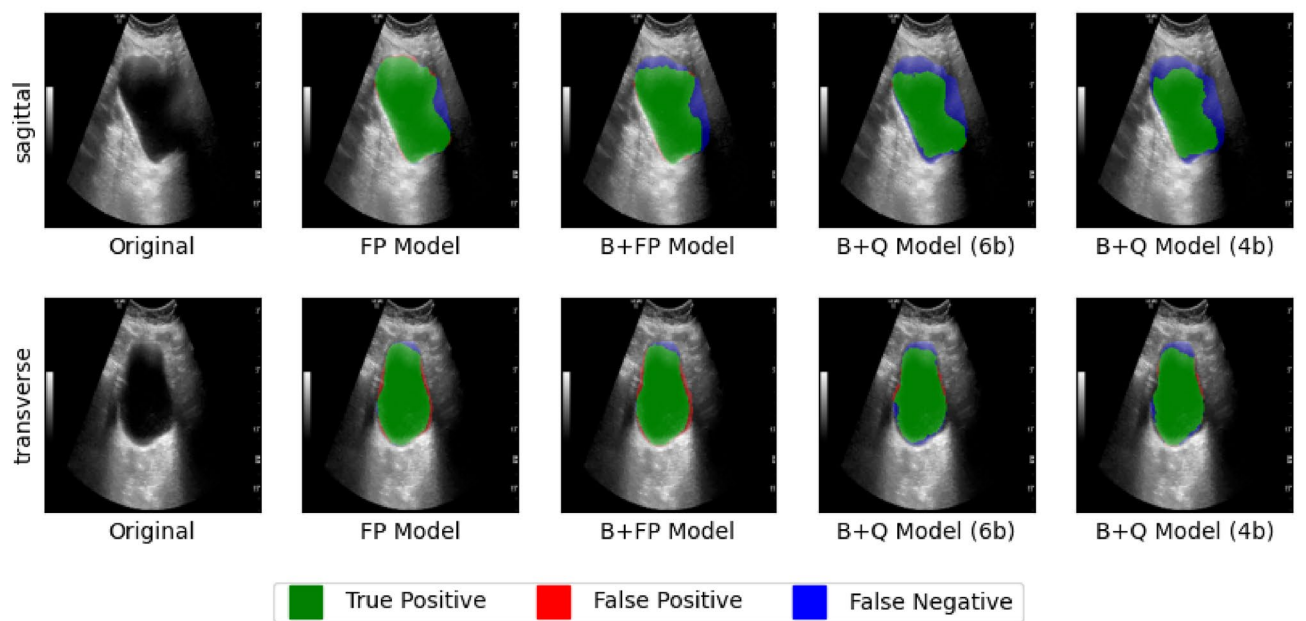 sagittal
Original
FP Model
B+FP Model
B+Q Model (6b)
B+Q Model (4b)
transverse
Original
FP Model
B+FP Model
B+Q Model (6b)
B+Q Model (4b)
True Positive
False Positive
False Negative